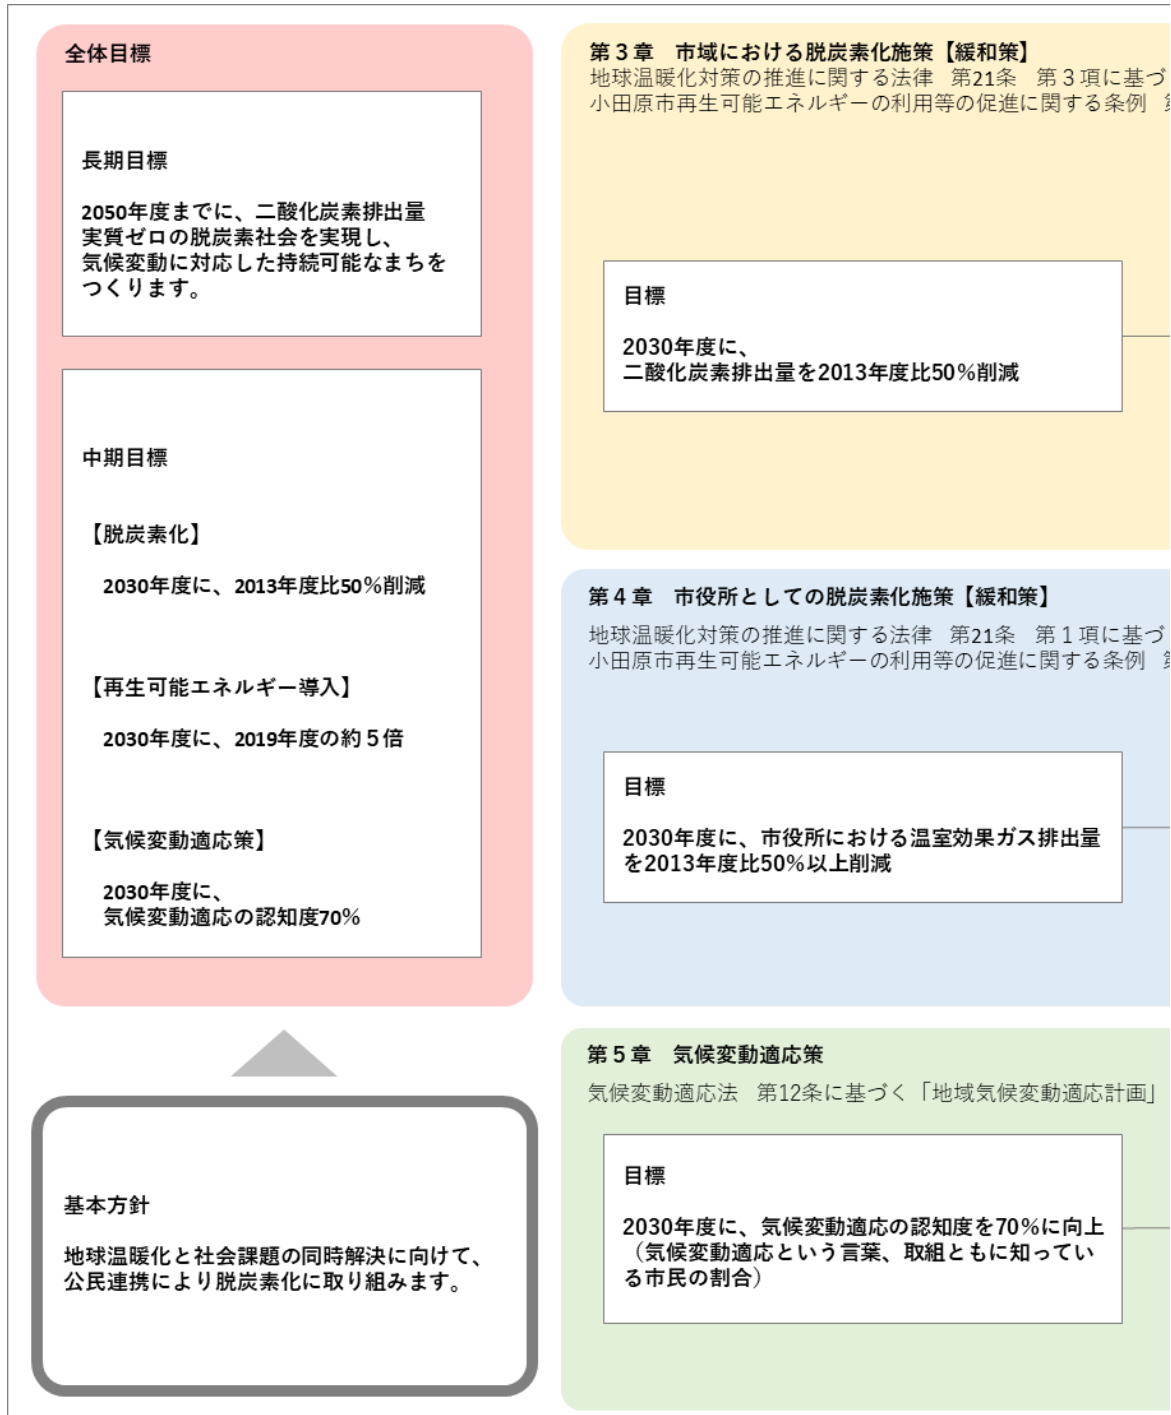 全体目標
長期目標
2050年度までに、二酸化炭素排出量
実質ゼロの脱炭素社会を実現し、
気候変動に対応した持続可能なまちを
つくります。
中期目標
【脱炭素化】
2030年度に、2013年度比50%削減
【再生可能エネルギー導入】
2030年度に、2019年度の約５倍
【気候変動適応策】
2030年度に、
気候変動適応の認知度70%
基本方針
地球温暖化と社会課題の同時解決に向けて、
公民連携により脱炭素化に取り組みます。
第３章　市域における脱炭素化施策【緩和策】
地球温暖化対策の推進に関する法律　第21条　第３項に基づ
小田原市再生可能エネルギーの利用等の促進に関する条例
目標
2030年度に、
二酸化炭素排出量を2013年度比50%削減
第４章　市役所としての脱炭素化施策【緩和策】
地球温暖化対策の推進に関する法律　第21条　第１項に基づ
小田原市再生可能エネルギーの利用等の促進に関する条例
目標
2030年度に、市役所における温室効果ガス排出量
を2013年度比50%以上削減
第５章　気候変動適応策
気候変動適応法　第12条に基づく「地域気候変動適応計画」
目標
2030年度に、気候変動適応の認知度を70%に向上
（気候変動適応という言葉、取組ともに知ってい
る市民の割合）